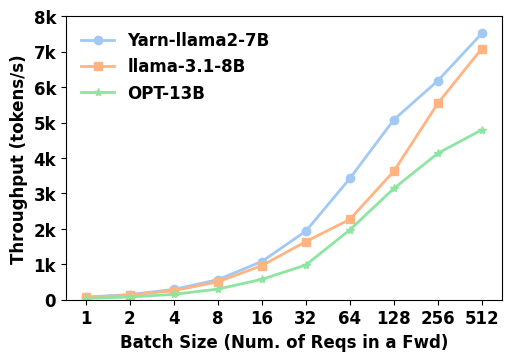 8k
7k
6k
5k
4k
3k
2k
1k
0
Throughput (tokens/s)
Yarn-llama2-7B
llama-3.1-8B
OPT-13B
1 2 4 8 16 32 64 128 256 512
Batch Size (Num. of Reqs in a Fwd)